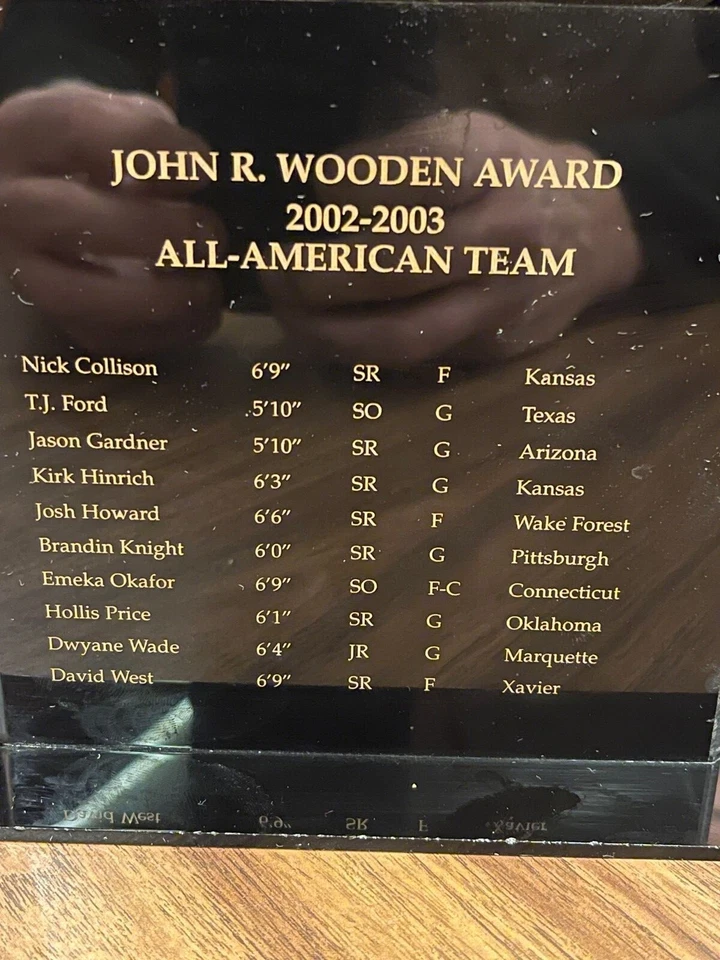 JOHN R. WOODEN AWARD
2002-2003
ALL-AMERICAN TEAM
Nick Collison 6'9" SR F Kansas
T.J. Ford 5'10" SO G Texas
Jason Gardner 5'10" SR G Arizona
Kirk Hinrich 6'3" SR G Kansas
Josh Howard 6'6" SR F Wake Forest
Brandin Knight 6'0" SR G Pittsburgh
Emeka Okafor 6'9" SO F-C Connecticut
Hollis Price 6'1" SR G Oklahoma
Dwyane Wade 6'4" JR G Marquette
David West 6'9" SR F Xavier